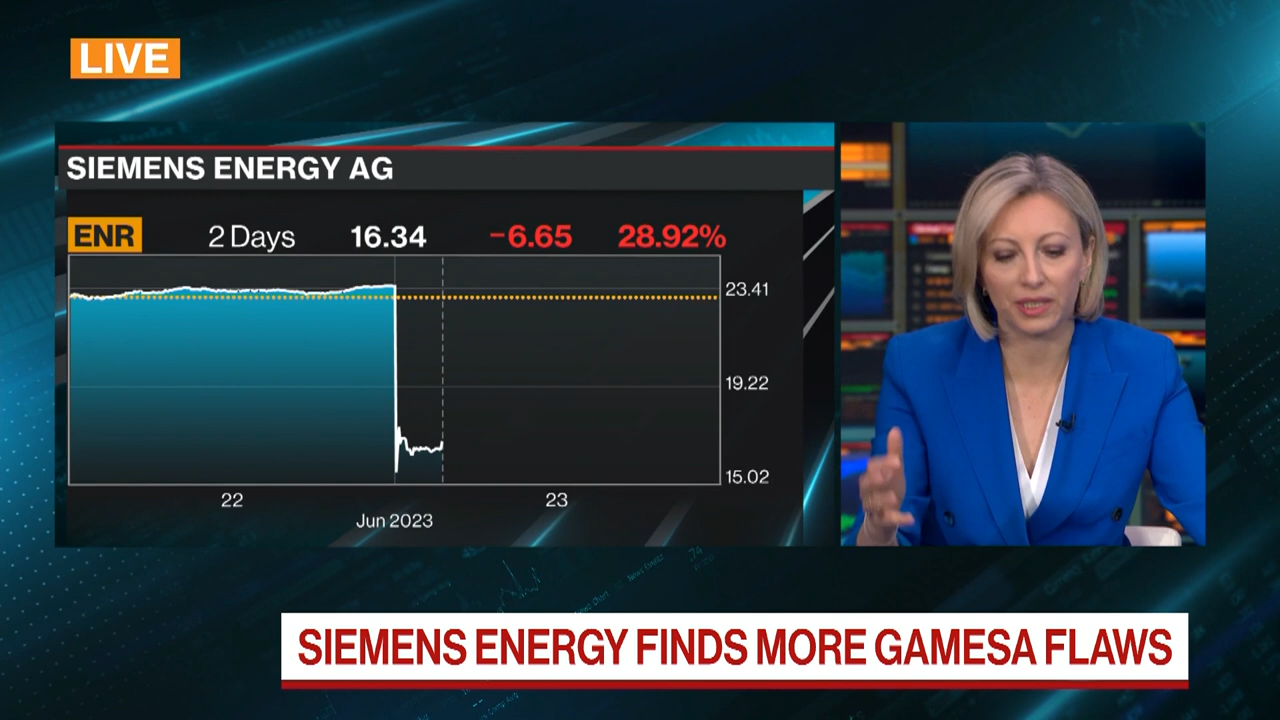 LIVE
SIEMENS ENERGY AG
ENR 2 Days 16.34 -6.65 28.92%
23.41
19.22
15.02
22 23
Jun 2023
SIEMENS ENERGY FINDS MORE GAMESA FLAWS